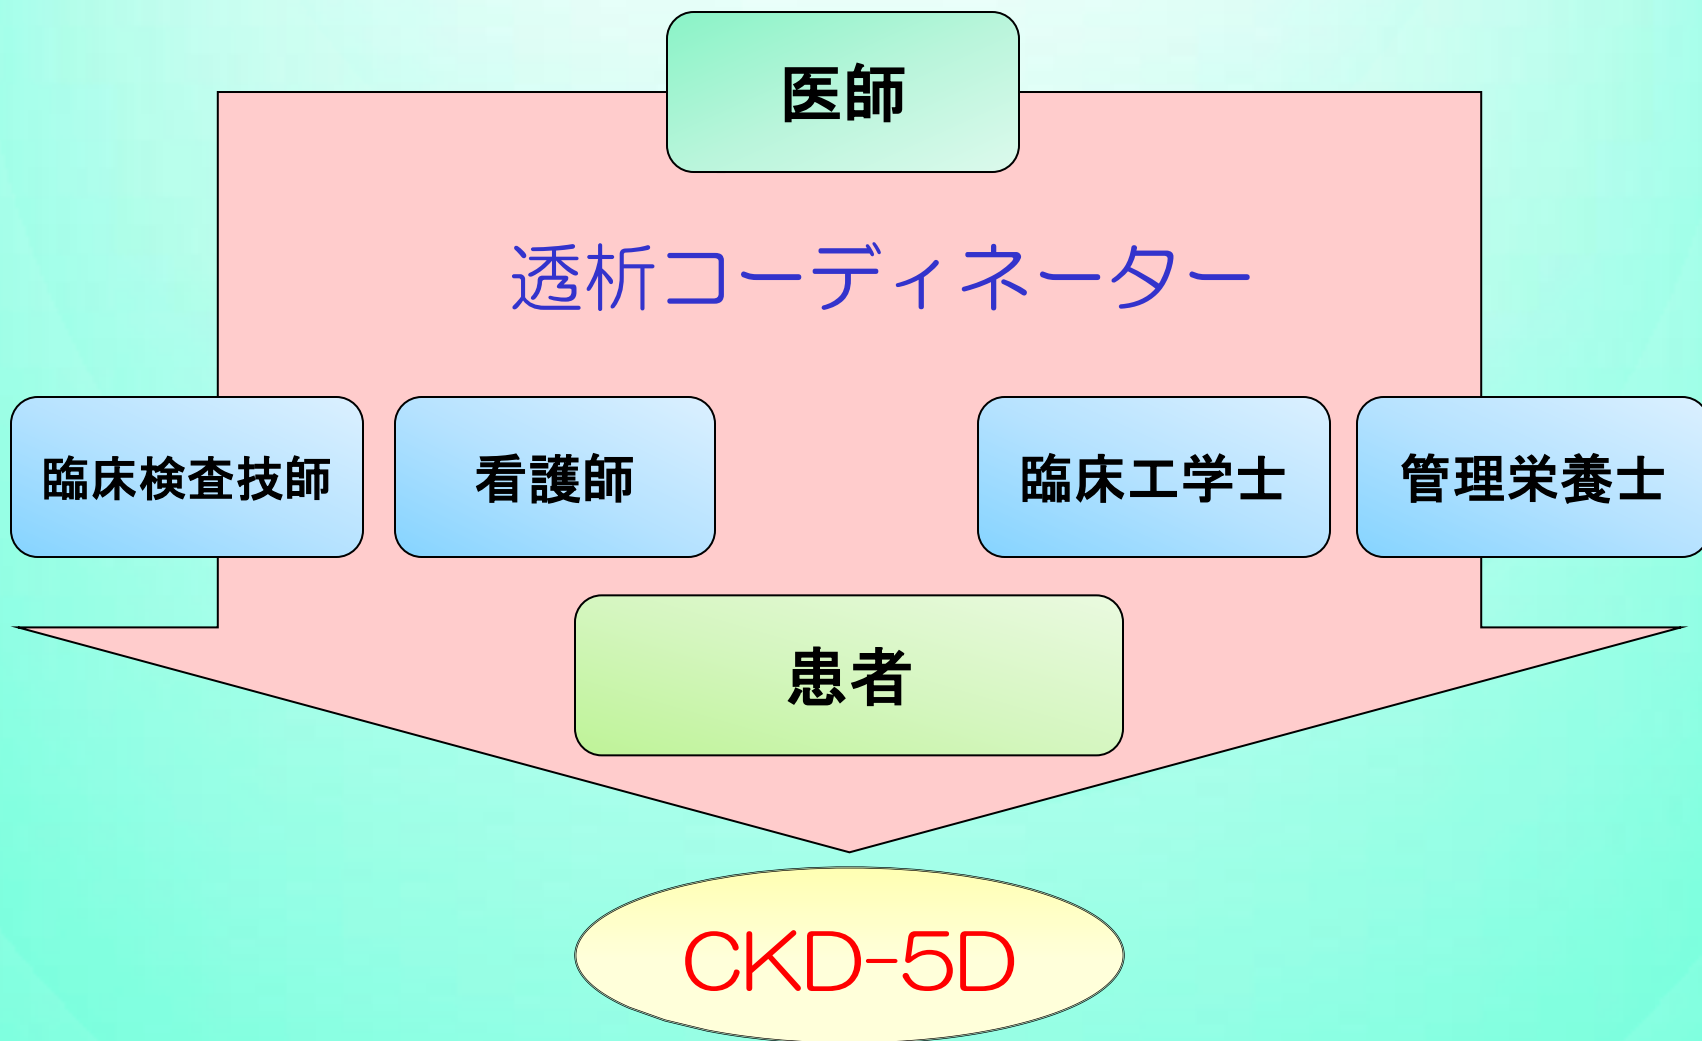 医師
透析コーディネーター
臨床検査技師
看護師
臨床工学士
管理栄養士
患者
CKD-5D